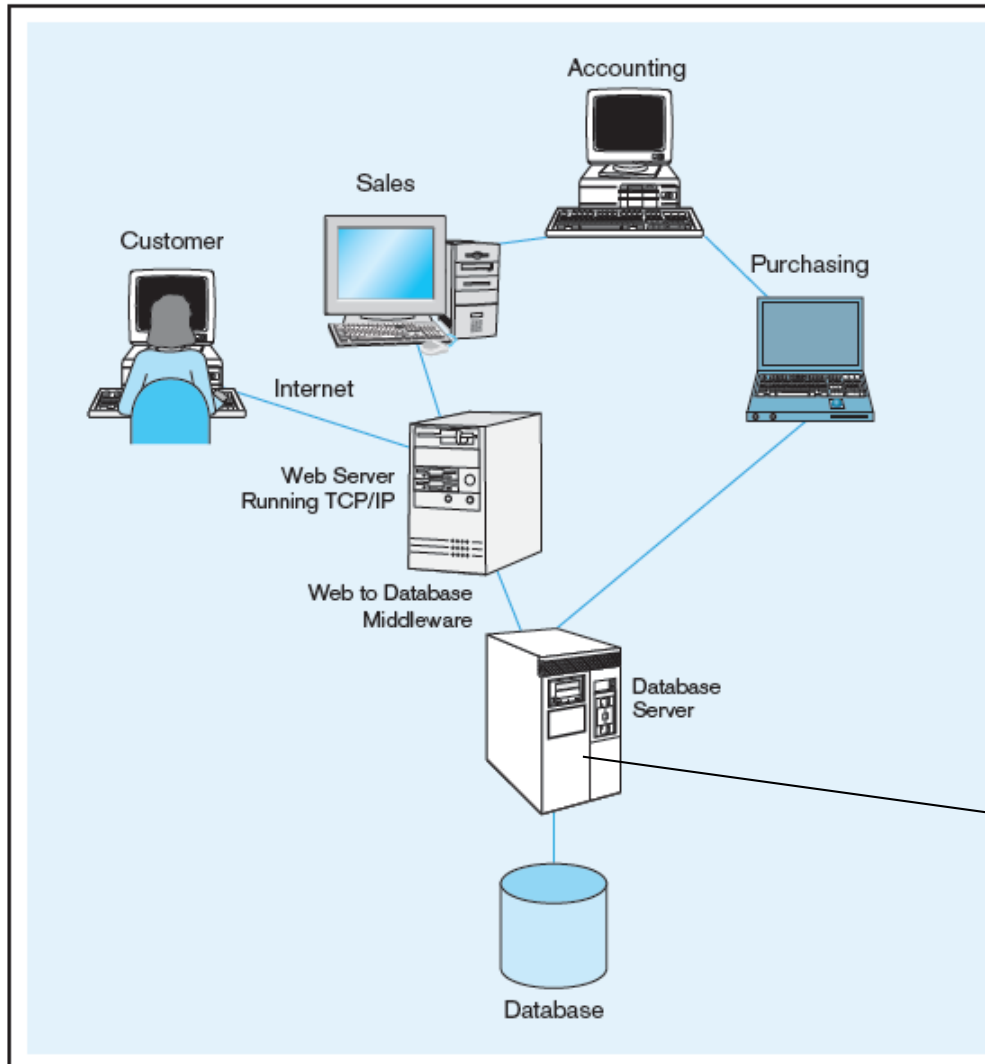 Accounting
Sales
Customer
Purchasing
Internet
Web Server
Running TCP/IP
Web to Database
Middleware
Database
Server
Database